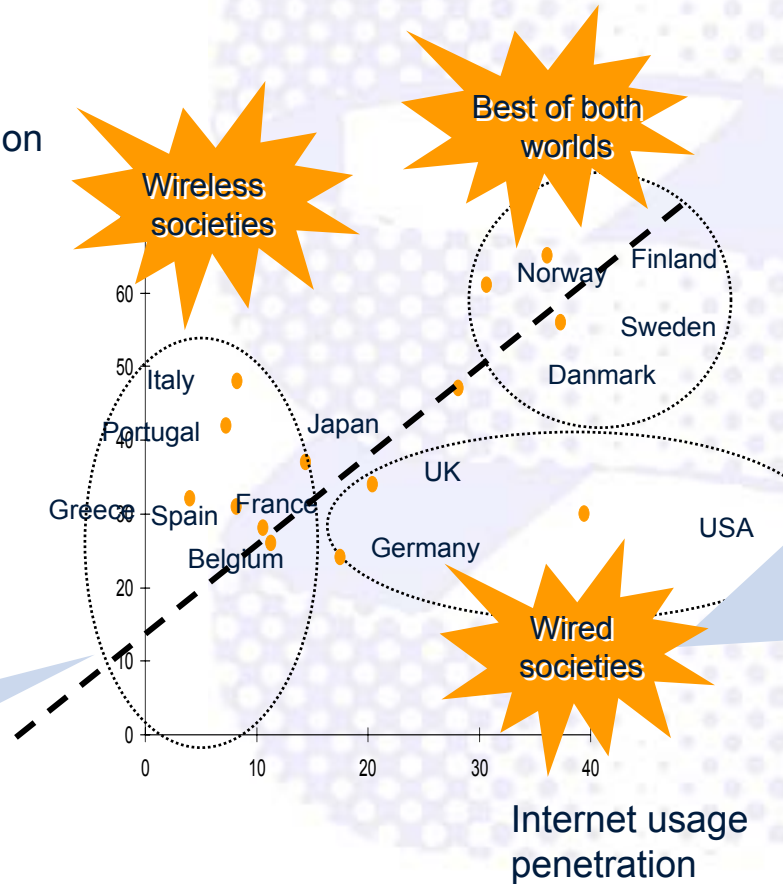 on
Best of both
worlds
Wireless
societies
60
50
40
30
20
10
0
Norway
Finland
Sweden
Danmark
Italy
Portugal
Japan
UK
Greece
Spain
France
Belgium
Germany
USA
Wired
societies
0 10 20 30 40
Internet usage
penetration